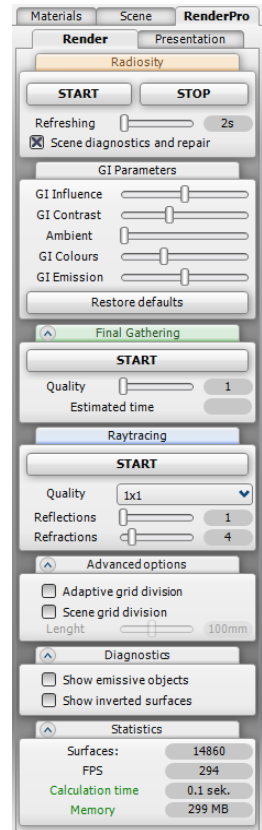 Materials Scene RenderPro
Render Presentation
Radiosity
START STOP
Refreshing 2s
Scene diagnostics and repair
GI Parameters
GI Influence
GI Contrast
Ambient
GI Colours
GI Emission
Restore defaults
Final Gathering
START
Quality 1
Estimated time
Raytracing
START
Quality 1x1
Reflections 1
Refractions 4
Advanced options
Adaptive grid division
Scene grid division
Lenght 100mm
Diagnostics
Show emissive objects
Show inverted surfaces
Statistics
Surfaces: 14860
FPS 294
Calculation time 0.1 sek.
Memory 299 MB